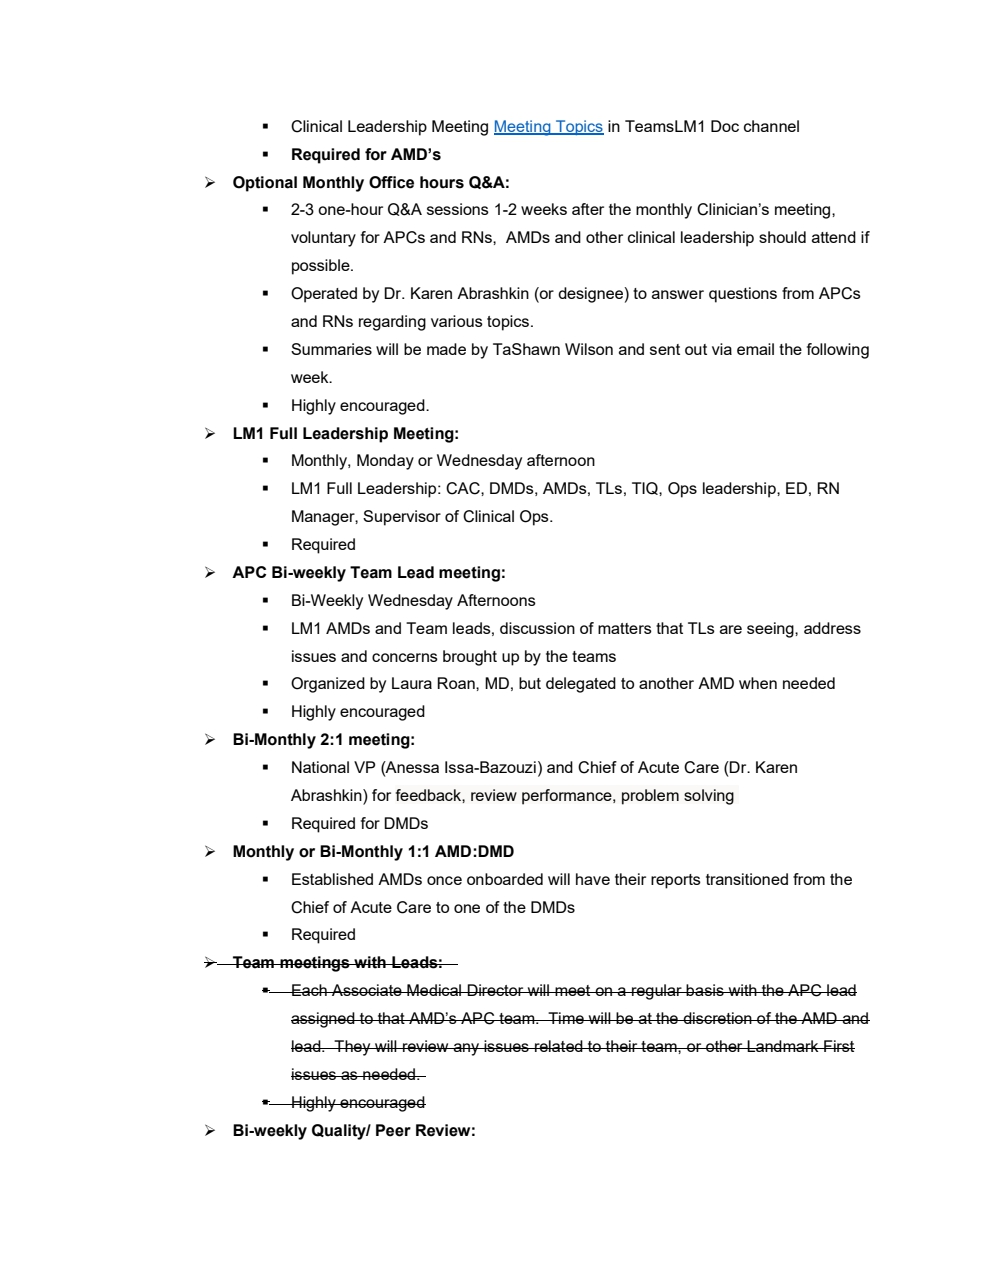 ▪ Clinical Leadership Meeting Meeting Topics in TeamsLM1 Doc channel
▪ Required for AMD’s
➢ Optional Monthly Office hours Q&A:
▪ 2-3 one-hour Q&A sessions 1-2 weeks after the monthly Clinician’s meeting,
voluntary for APCs and RNs,  AMDs and other clinical leadership should attend if
possible.
▪ Operated by Dr. Karen Abrashkin (or designee) to answer questions from APCs
and RNs regarding various topics.
▪ Summaries will be made by TaShawn Wilson and sent out via email the following
week.
▪ Highly encouraged.
➢ LM1 Full Leadership Meeting:
▪ Monthly, Monday or Wednesday afternoon
▪ LM1 Full Leadership: CAC, DMDs, AMDs, TLs, TIQ, Ops leadership, ED, RN
Manager, Supervisor of Clinical Ops.
▪ Required
➢ APC Bi-weekly Team Lead meeting:
▪ Bi-Weekly Wednesday Afternoons
▪ LM1 AMDs and Team leads, discussion of matters that TLs are seeing, address
issues and concerns brought up by the teams
▪ Organized by Laura Roan, MD, but delegated to another AMD when needed
▪ Highly encouraged
➢ Bi-Monthly 2:1 meeting:
▪ National VP (Anessa Issa-Bazouzi) and Chief of Acute Care (Dr. Karen
Abrashkin) for feedback, review performance, problem solving
▪ Required for DMDs
➢ Monthly or Bi-Monthly 1:1 AMD:DMD
▪ Established AMDs once onboarded will have their reports transitioned from the
Chief of Acute Care to one of the DMDs
▪ Required
➢ Team meetings with Leads:
▪ Each Associate Medical Director will meet on a regular basis with the APC lead
assigned to that AMD’s APC team.  Time will be at the discretion of the AMD and
lead.  They will review any issues related to their team, or other Landmark First
issues as needed.
▪ Highly encouraged
➢ Bi-weekly Quality/ Peer Review: